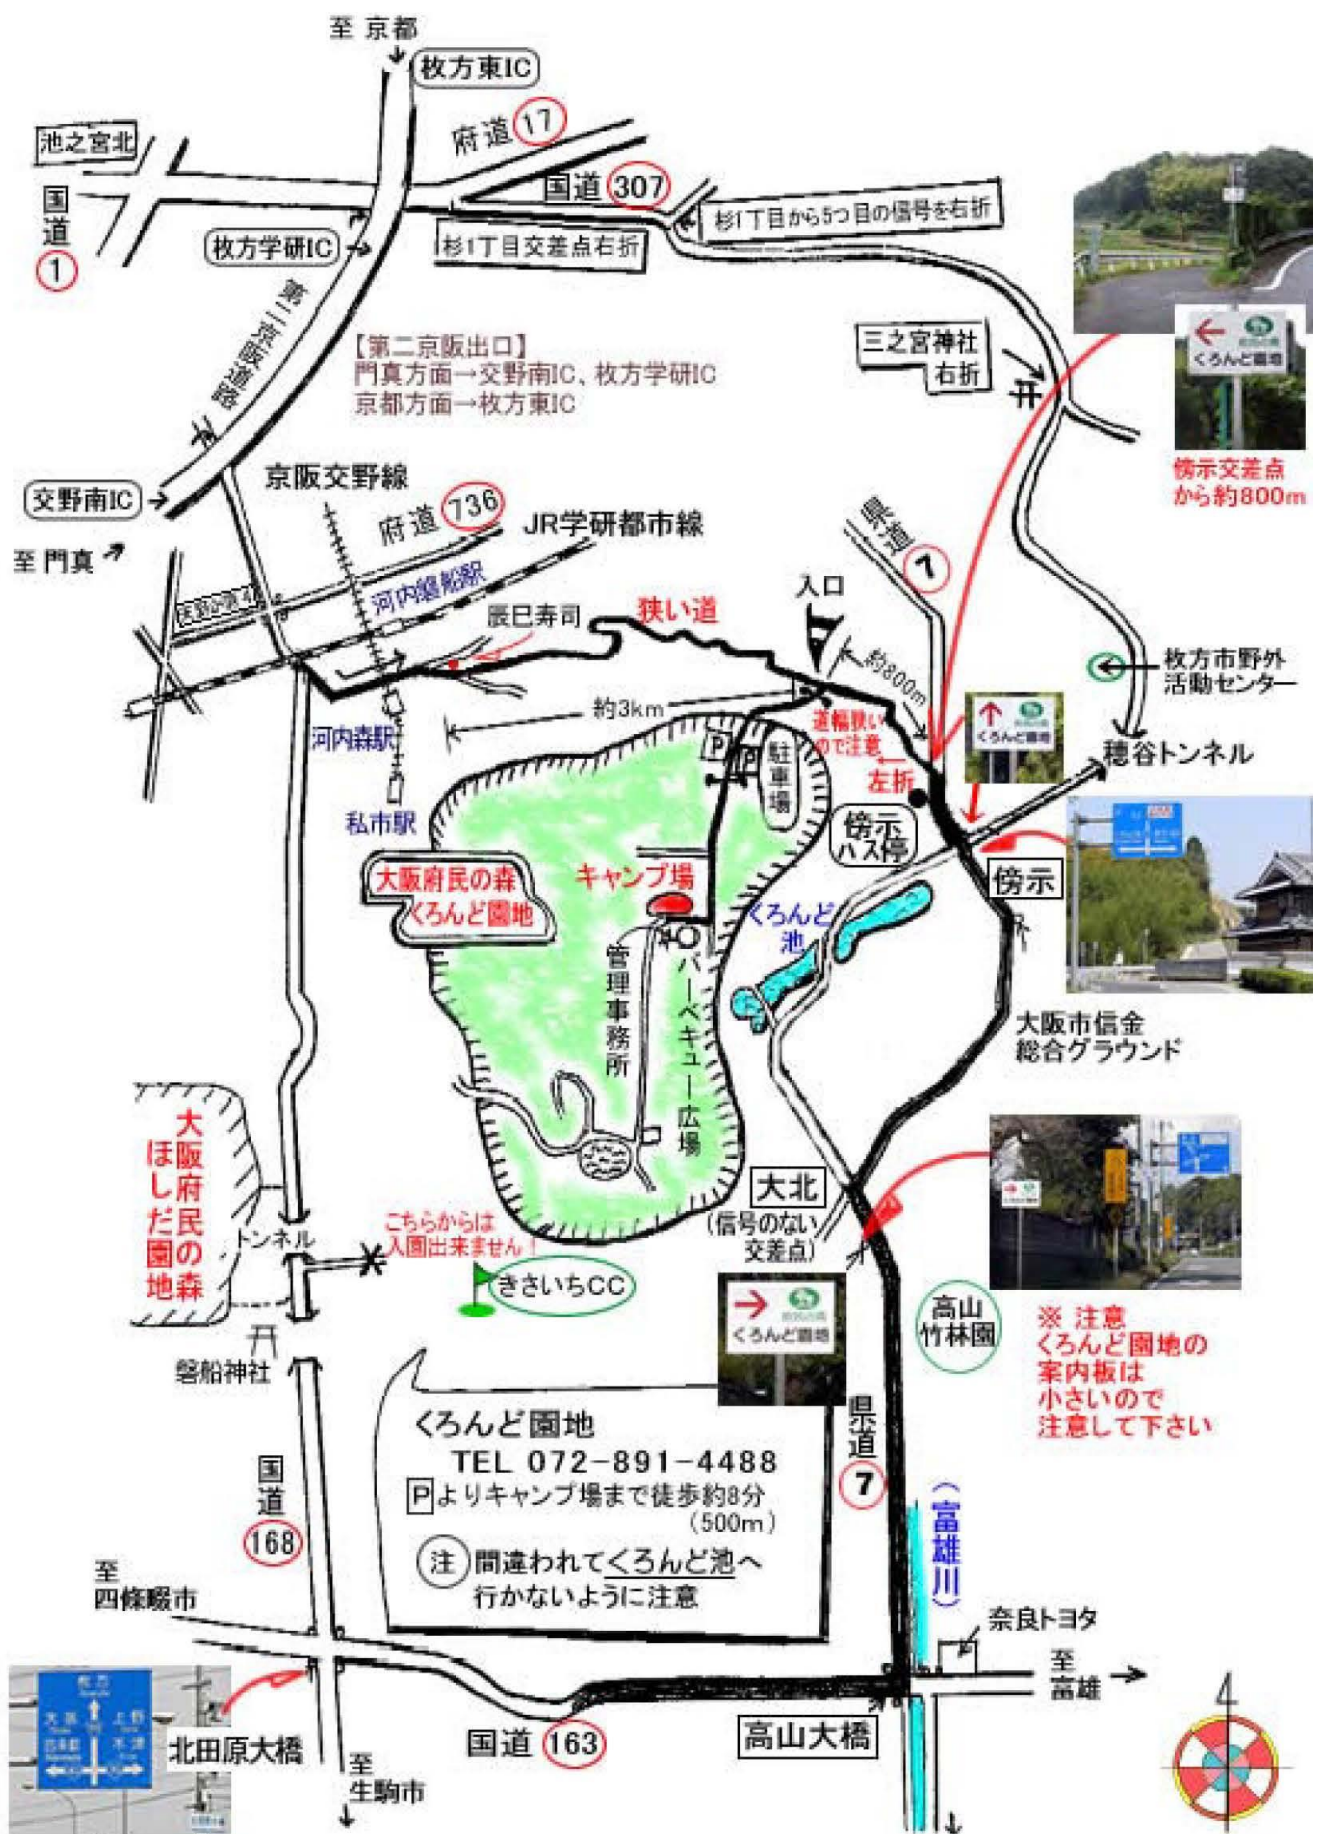 至 京都
枚方東IC
府道 17
池之宮北
国道 307
国道
1
杉1丁目から5つ目の信号を右折
枚方学研IC
杉1丁目交差点右折
第二京阪道路
【第二京阪出口】
門真方面→交野南IC、枚方学研IC
京都方面→枚方東IC
三之宮神社
右折
くろんど園地
傍示交差点
から約800m
京阪交野線
交野南IC
府道 736
JR学研都市線
至 門真
県道
7
河内磐船駅
入口
辰巳寿司
狭い道
約800m
枚方市野外
活動センター
約3km
道幅狭い
ので注意
くろんど園地
河内森駅
P
P
駐車場
左折
穂谷トンネル
私市駅
傍示
バス停
傍示
大阪府民の森
くろんど園地
キャンプ場
くろんど
池
管理事務所
バーベキュー広場
大阪市信金
総合グラウンド
大阪府民の森
ほしだ園地
大北
(信号のない
交差点)
トンネル
こちらからは
入園出来ません!
きさいちCC
くろんど園地
高山
竹林園
※ 注意
くろんど園地の
案内板は
小さいので
注意して下さい
磐船神社
くろんど園地
TEL 072-891-4488
Pよりキャンプ場まで徒歩約8分
(500m)
注 間違われてくろんど池へ
行かないように注意
県道
7
国道
168
(富雄川)
至
四條畷市
奈良トヨタ
至
富雄
北田原大橋
国道 163
高山大橋
至
生駒市